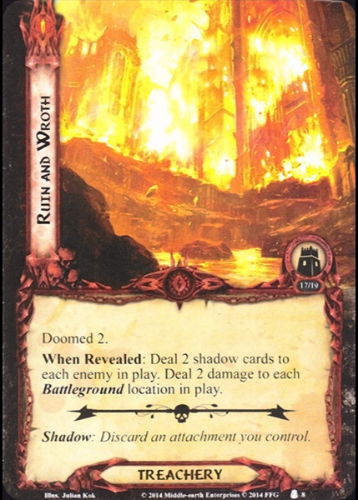 RUIN AND WROTH
17/19
Doomed 2.
When Revealed: Deal 2 shadow cards to
each enemy in play. Deal 2 damage to each
Battleground location in play.
Shadow: Discard an attachment you control.
Illus. Julian Kok
© 2014 Middle-earth Enterprises © 2014 FFG
8
TREACHERY